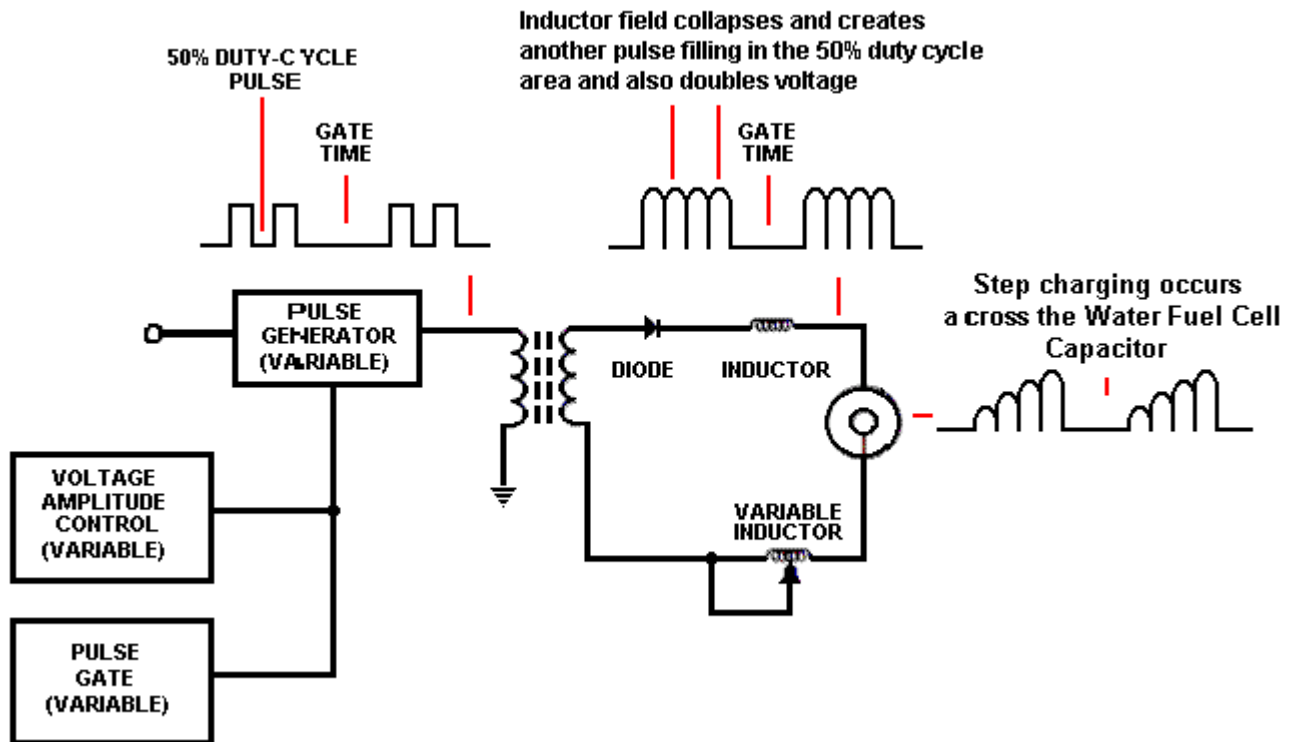 Inductor field collapses and creates
another pulse filling in the 50% duty cycle
area and also doubles voltage
50% DUTY-CYCLE
PULSE
GATE
TIME
GATE
TIME
PULSE
GENERATOR
(VARIABLE)
DIODE
INDUCTOR
Step charging occurs
a cross the Water Fuel Cell
Capacitor
VOLTAGE
AMPLITUDE
CONTROL
(VARIABLE)
VARIABLE
INDUCTOR
PULSE
GATE
(VARIABLE)